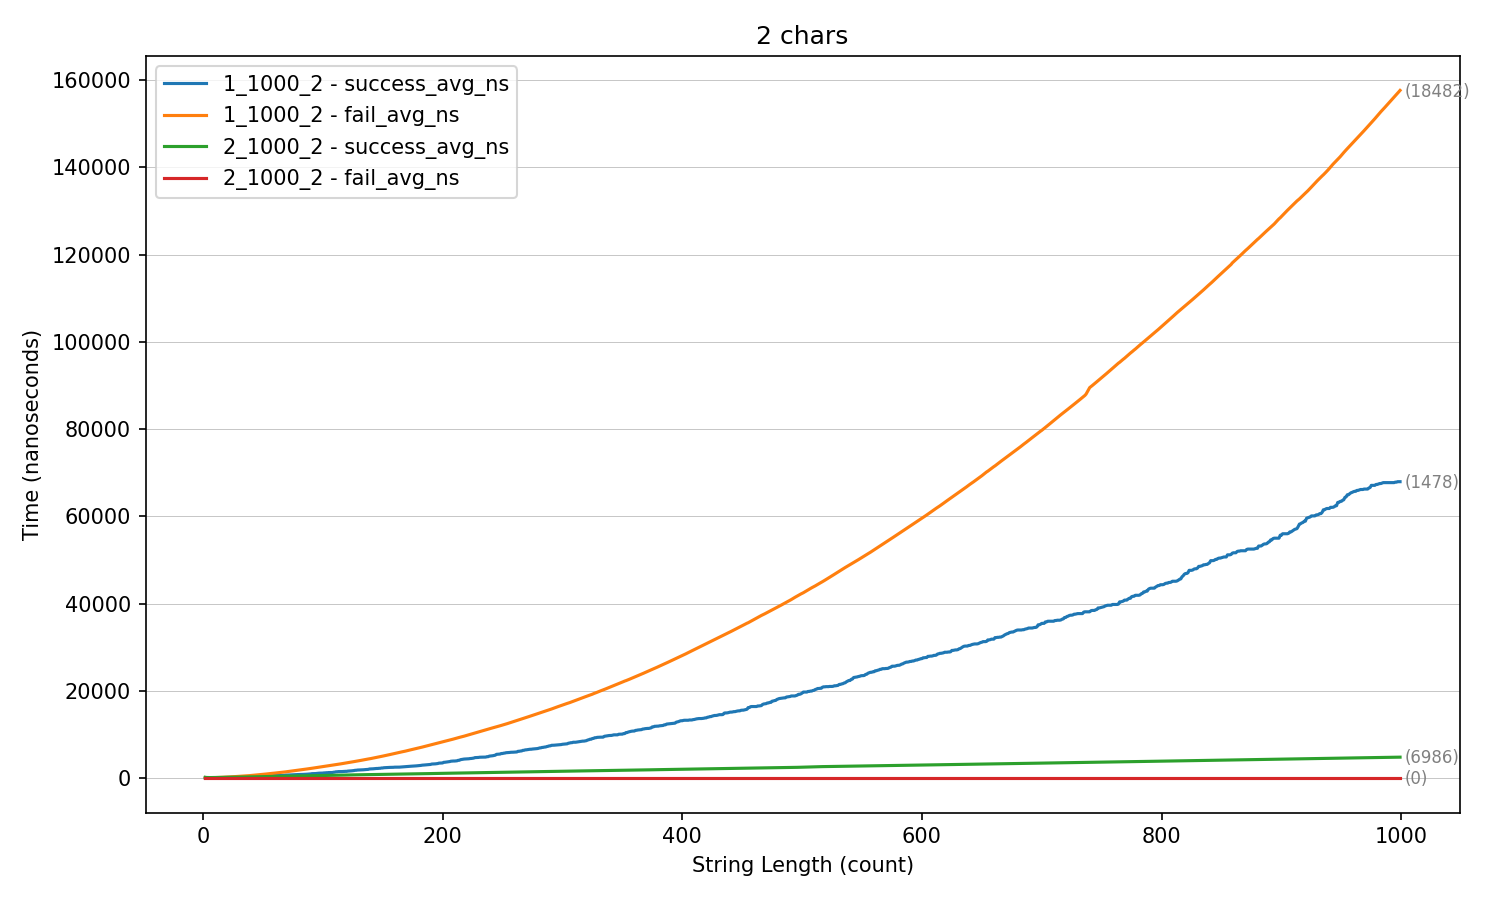 2 chars
1_1000_2 - success_avg_ns
1_1000_2 - fail_avg_ns
2_1000_2 - success_avg_ns
2_1000_2 - fail_avg_ns
Time (nanoseconds)
160000
140000
120000
100000
80000
60000
40000
20000
0
(18482)
(1478)
(6986)
(0)
0 200 400 600 800 1000
String Length (count)